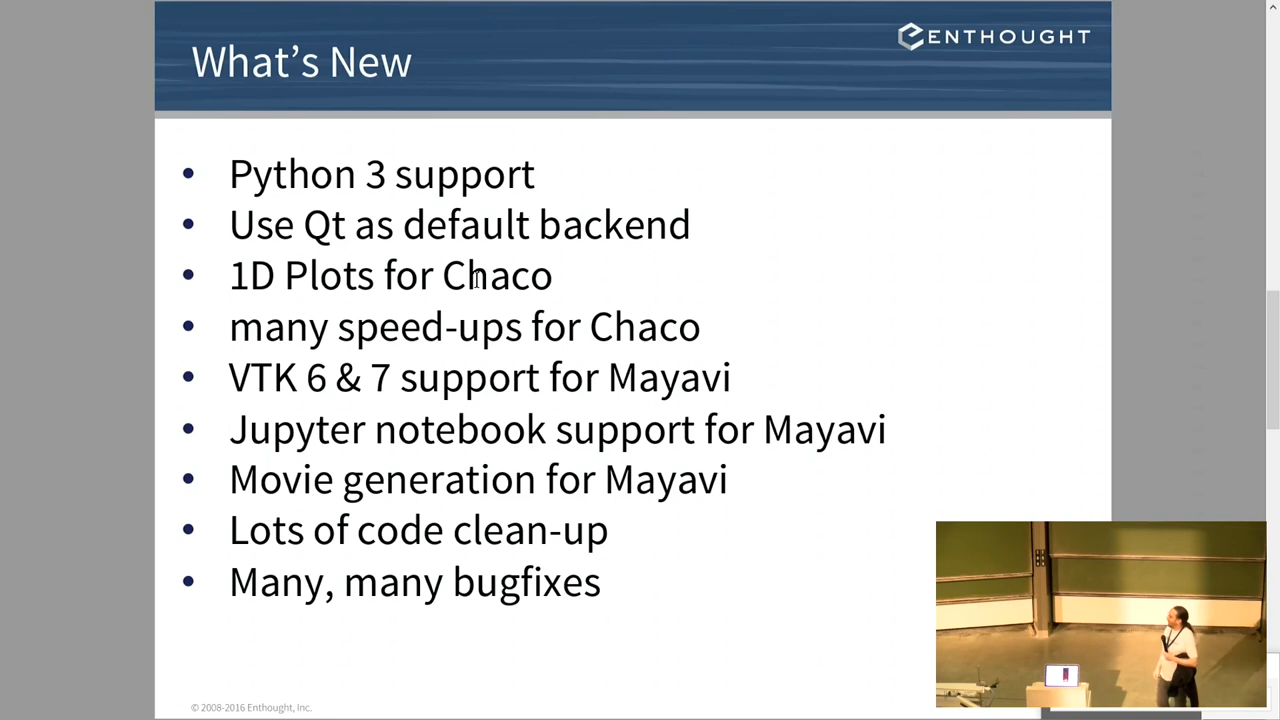 What's New
ENTHOUGHT
• Python 3 support
• Use Qt as default backend
• 1D Plots for Chaco
• many speed-ups for Chaco
• VTK 6 & 7 support for Mayavi
• Jupyter notebook support for Mayavi
• Movie generation for Mayavi
• Lots of code clean-up
• Many, many bugfixes
© 2008-2016 Enthought, Inc.